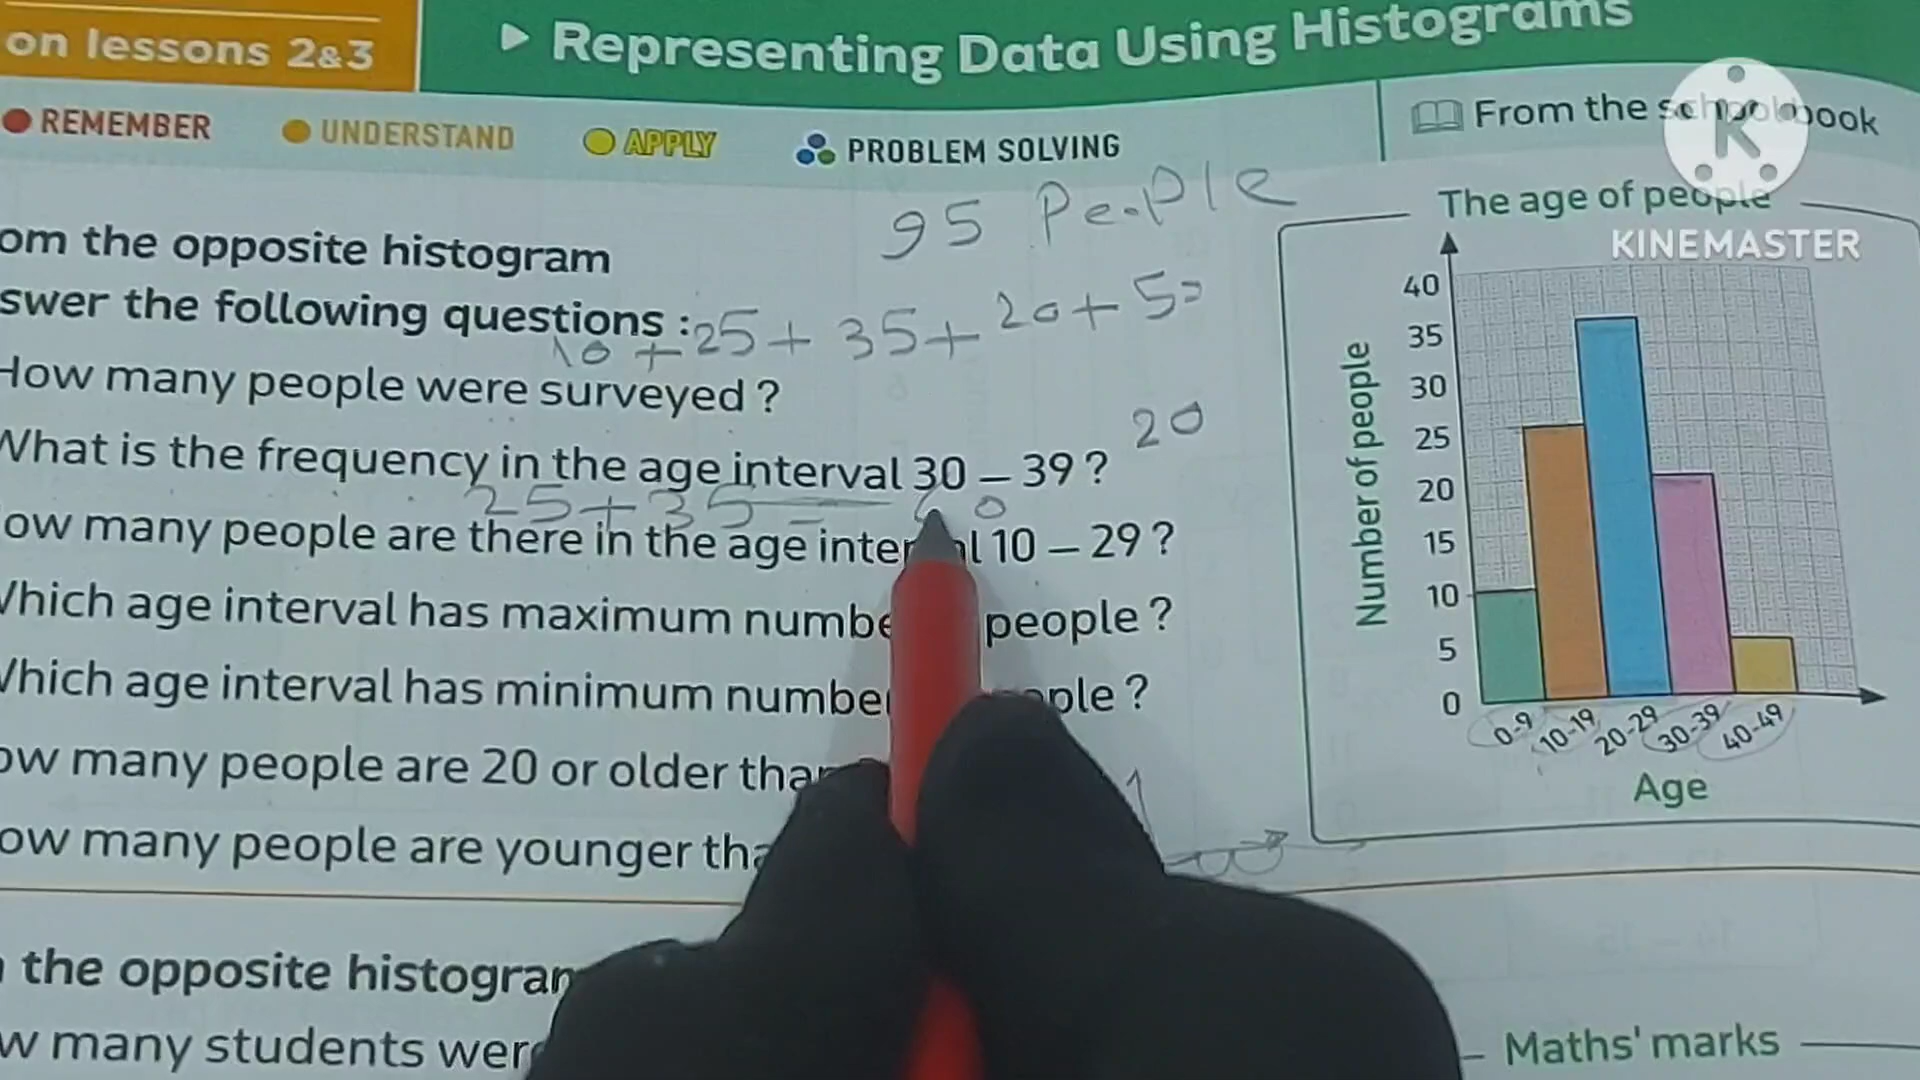 on lessons 2&3
▶ Representing Data Using Histograms
REMEMBER
UNDERSTAND
APPLY
PROBLEM SOLVING
From the schoolbook
KINEMASTER
95 People
om the opposite histogram
swer the following questions :
10 + 25 + 35 + 20 + 5 =
How many people were surveyed ?
What is the frequency in the age interval 30 – 39 ?
20
25 + 35 = 60
ow many people are there in the age interval 10 – 29 ?
Which age interval has maximum numbe people ?
Which age interval has minimum number ople ?
ow many people are 20 or older than
ow many people are younger tha
The age of people
Number of people
40
35
30
25
20
15
10
5
0
0-9
10-19
20-29
30-39
40-49
Age
the opposite histogram
w many students were
Maths' marks